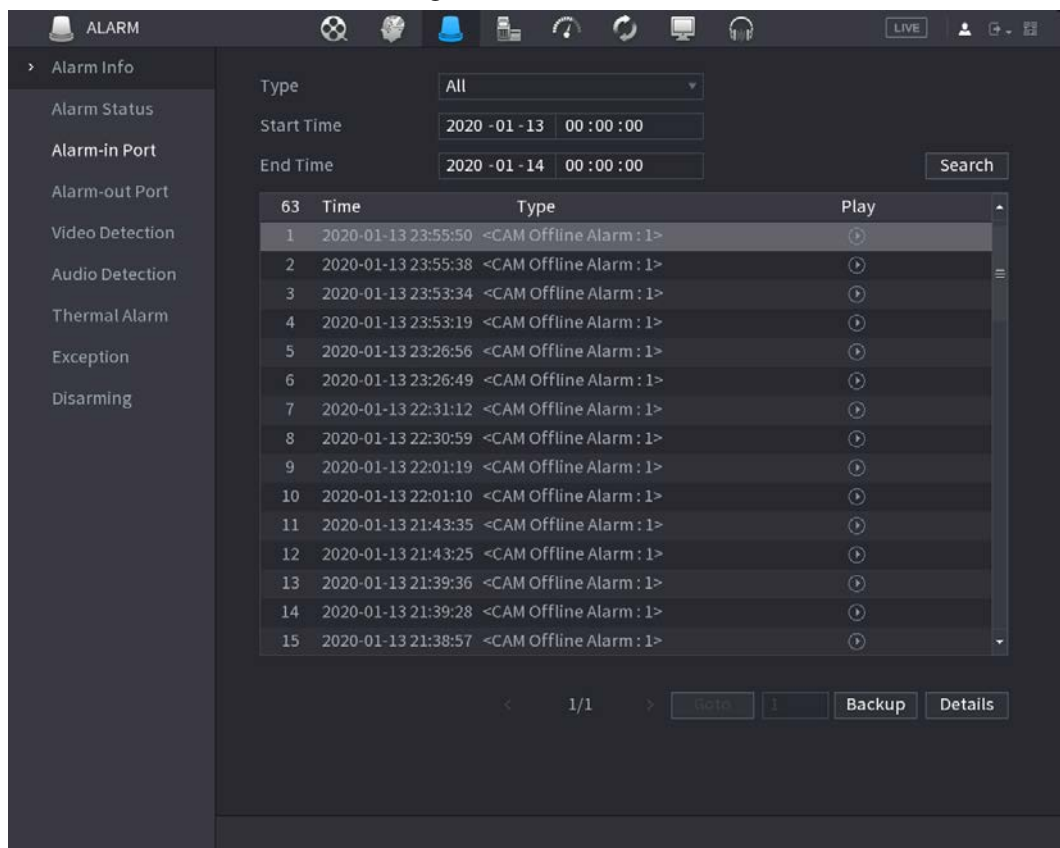 ALARM LIVE
Alarm Info
Alarm Status
Alarm-in Port
Alarm-out Port
Video Detection
Audio Detection
Thermal Alarm
Exception
Disarming
Type All
Start Time 2020 -01 -13 00 : 00 : 00
End Time 2020 -01 -14 00 : 00 : 00
Search
63 Time Type Play
1 2020-01-13 23:55:50 <CAM Offline Alarm : 1>
2 2020-01-13 23:55:38 <CAM Offline Alarm : 1>
3 2020-01-13 23:53:34 <CAM Offline Alarm : 1>
4 2020-01-13 23:53:19 <CAM Offline Alarm : 1>
5 2020-01-13 23:26:56 <CAM Offline Alarm : 1>
6 2020-01-13 23:26:49 <CAM Offline Alarm : 1>
7 2020-01-13 22:31:12 <CAM Offline Alarm : 1>
8 2020-01-13 22:30:59 <CAM Offline Alarm : 1>
9 2020-01-13 22:01:19 <CAM Offline Alarm : 1>
10 2020-01-13 22:01:10 <CAM Offline Alarm : 1>
11 2020-01-13 21:43:35 <CAM Offline Alarm : 1>
12 2020-01-13 21:43:25 <CAM Offline Alarm : 1>
13 2020-01-13 21:39:36 <CAM Offline Alarm : 1>
14 2020-01-13 21:39:28 <CAM Offline Alarm : 1>
15 2020-01-13 21:38:57 <CAM Offline Alarm : 1>
< 1/1 > Goto 1 Backup Details